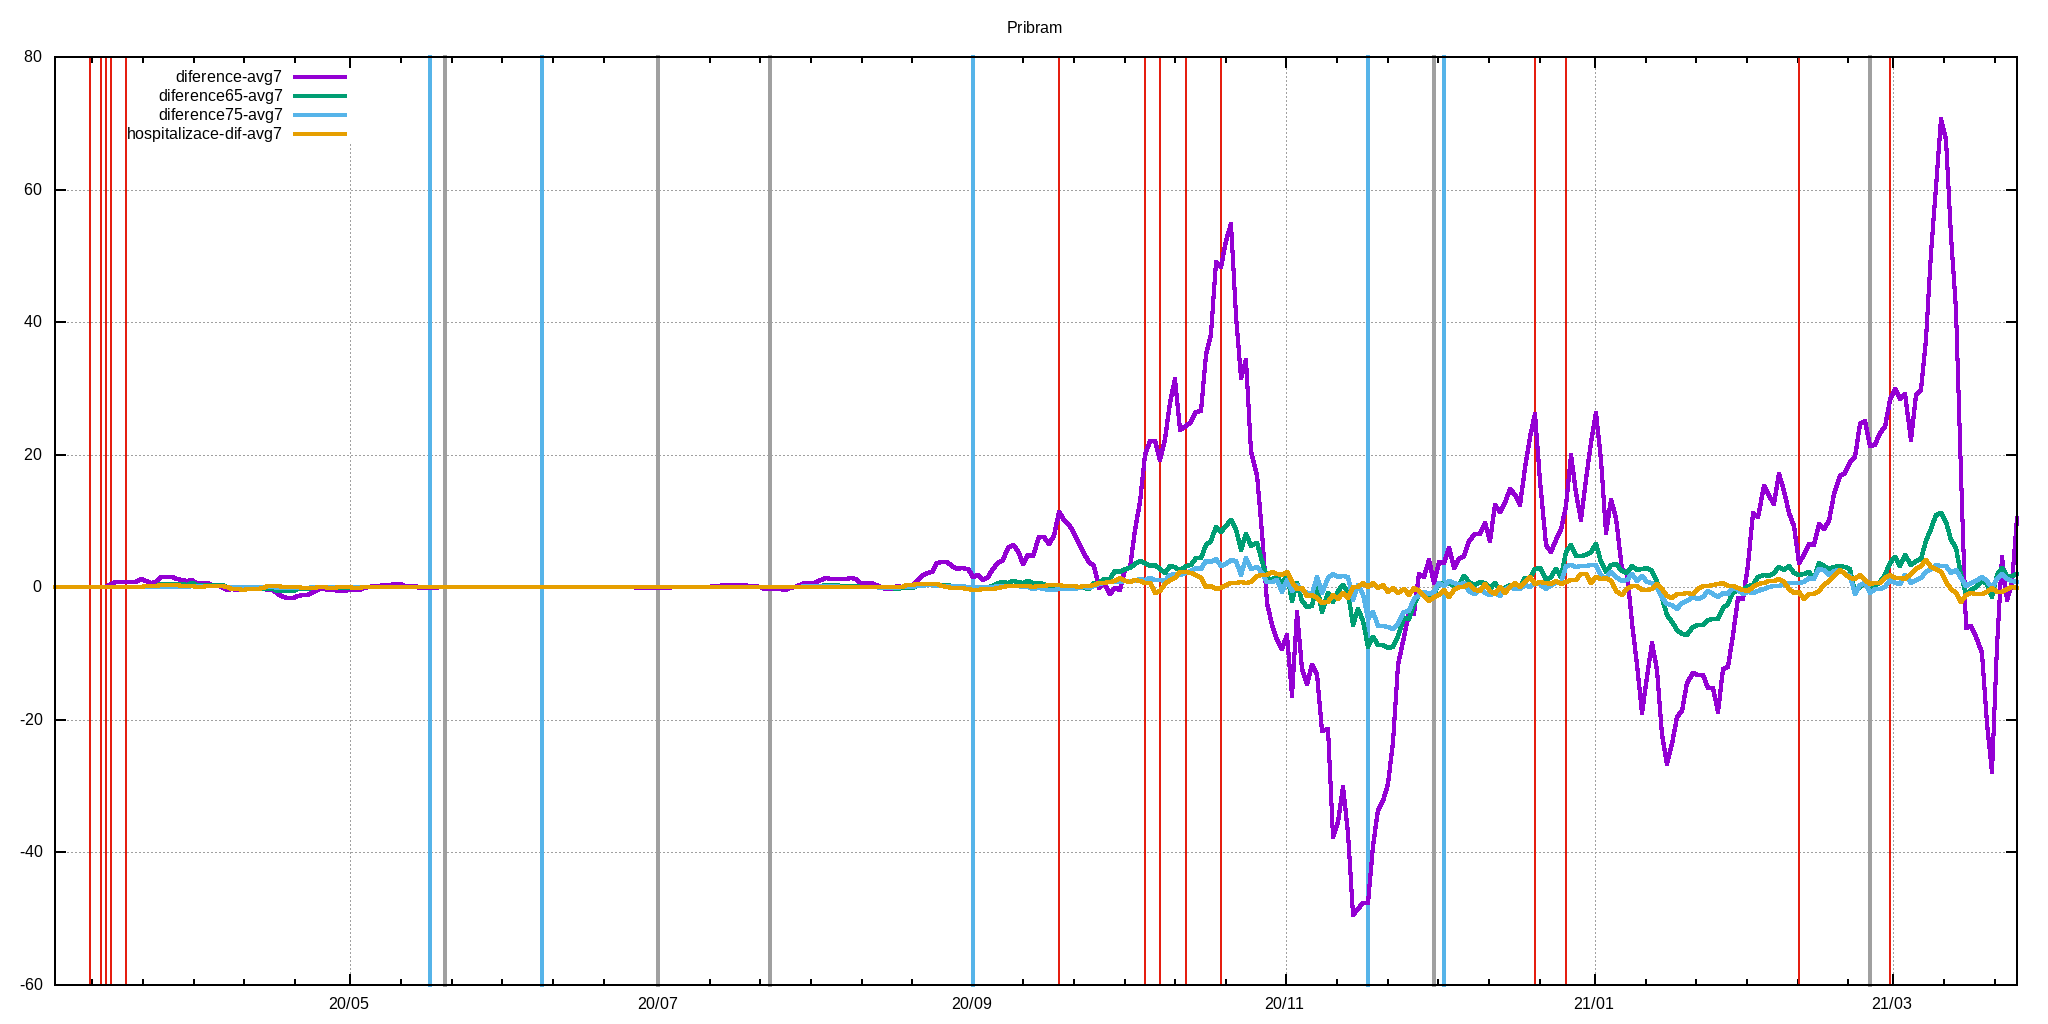 Pribram
80
60
40
20
0
-20
-40
-60
diference-avg7
diference65-avg7
diference75-avg7
hospitalizace-dif-avg7
20/05
20/07
20/09
20/11
21/01
21/03